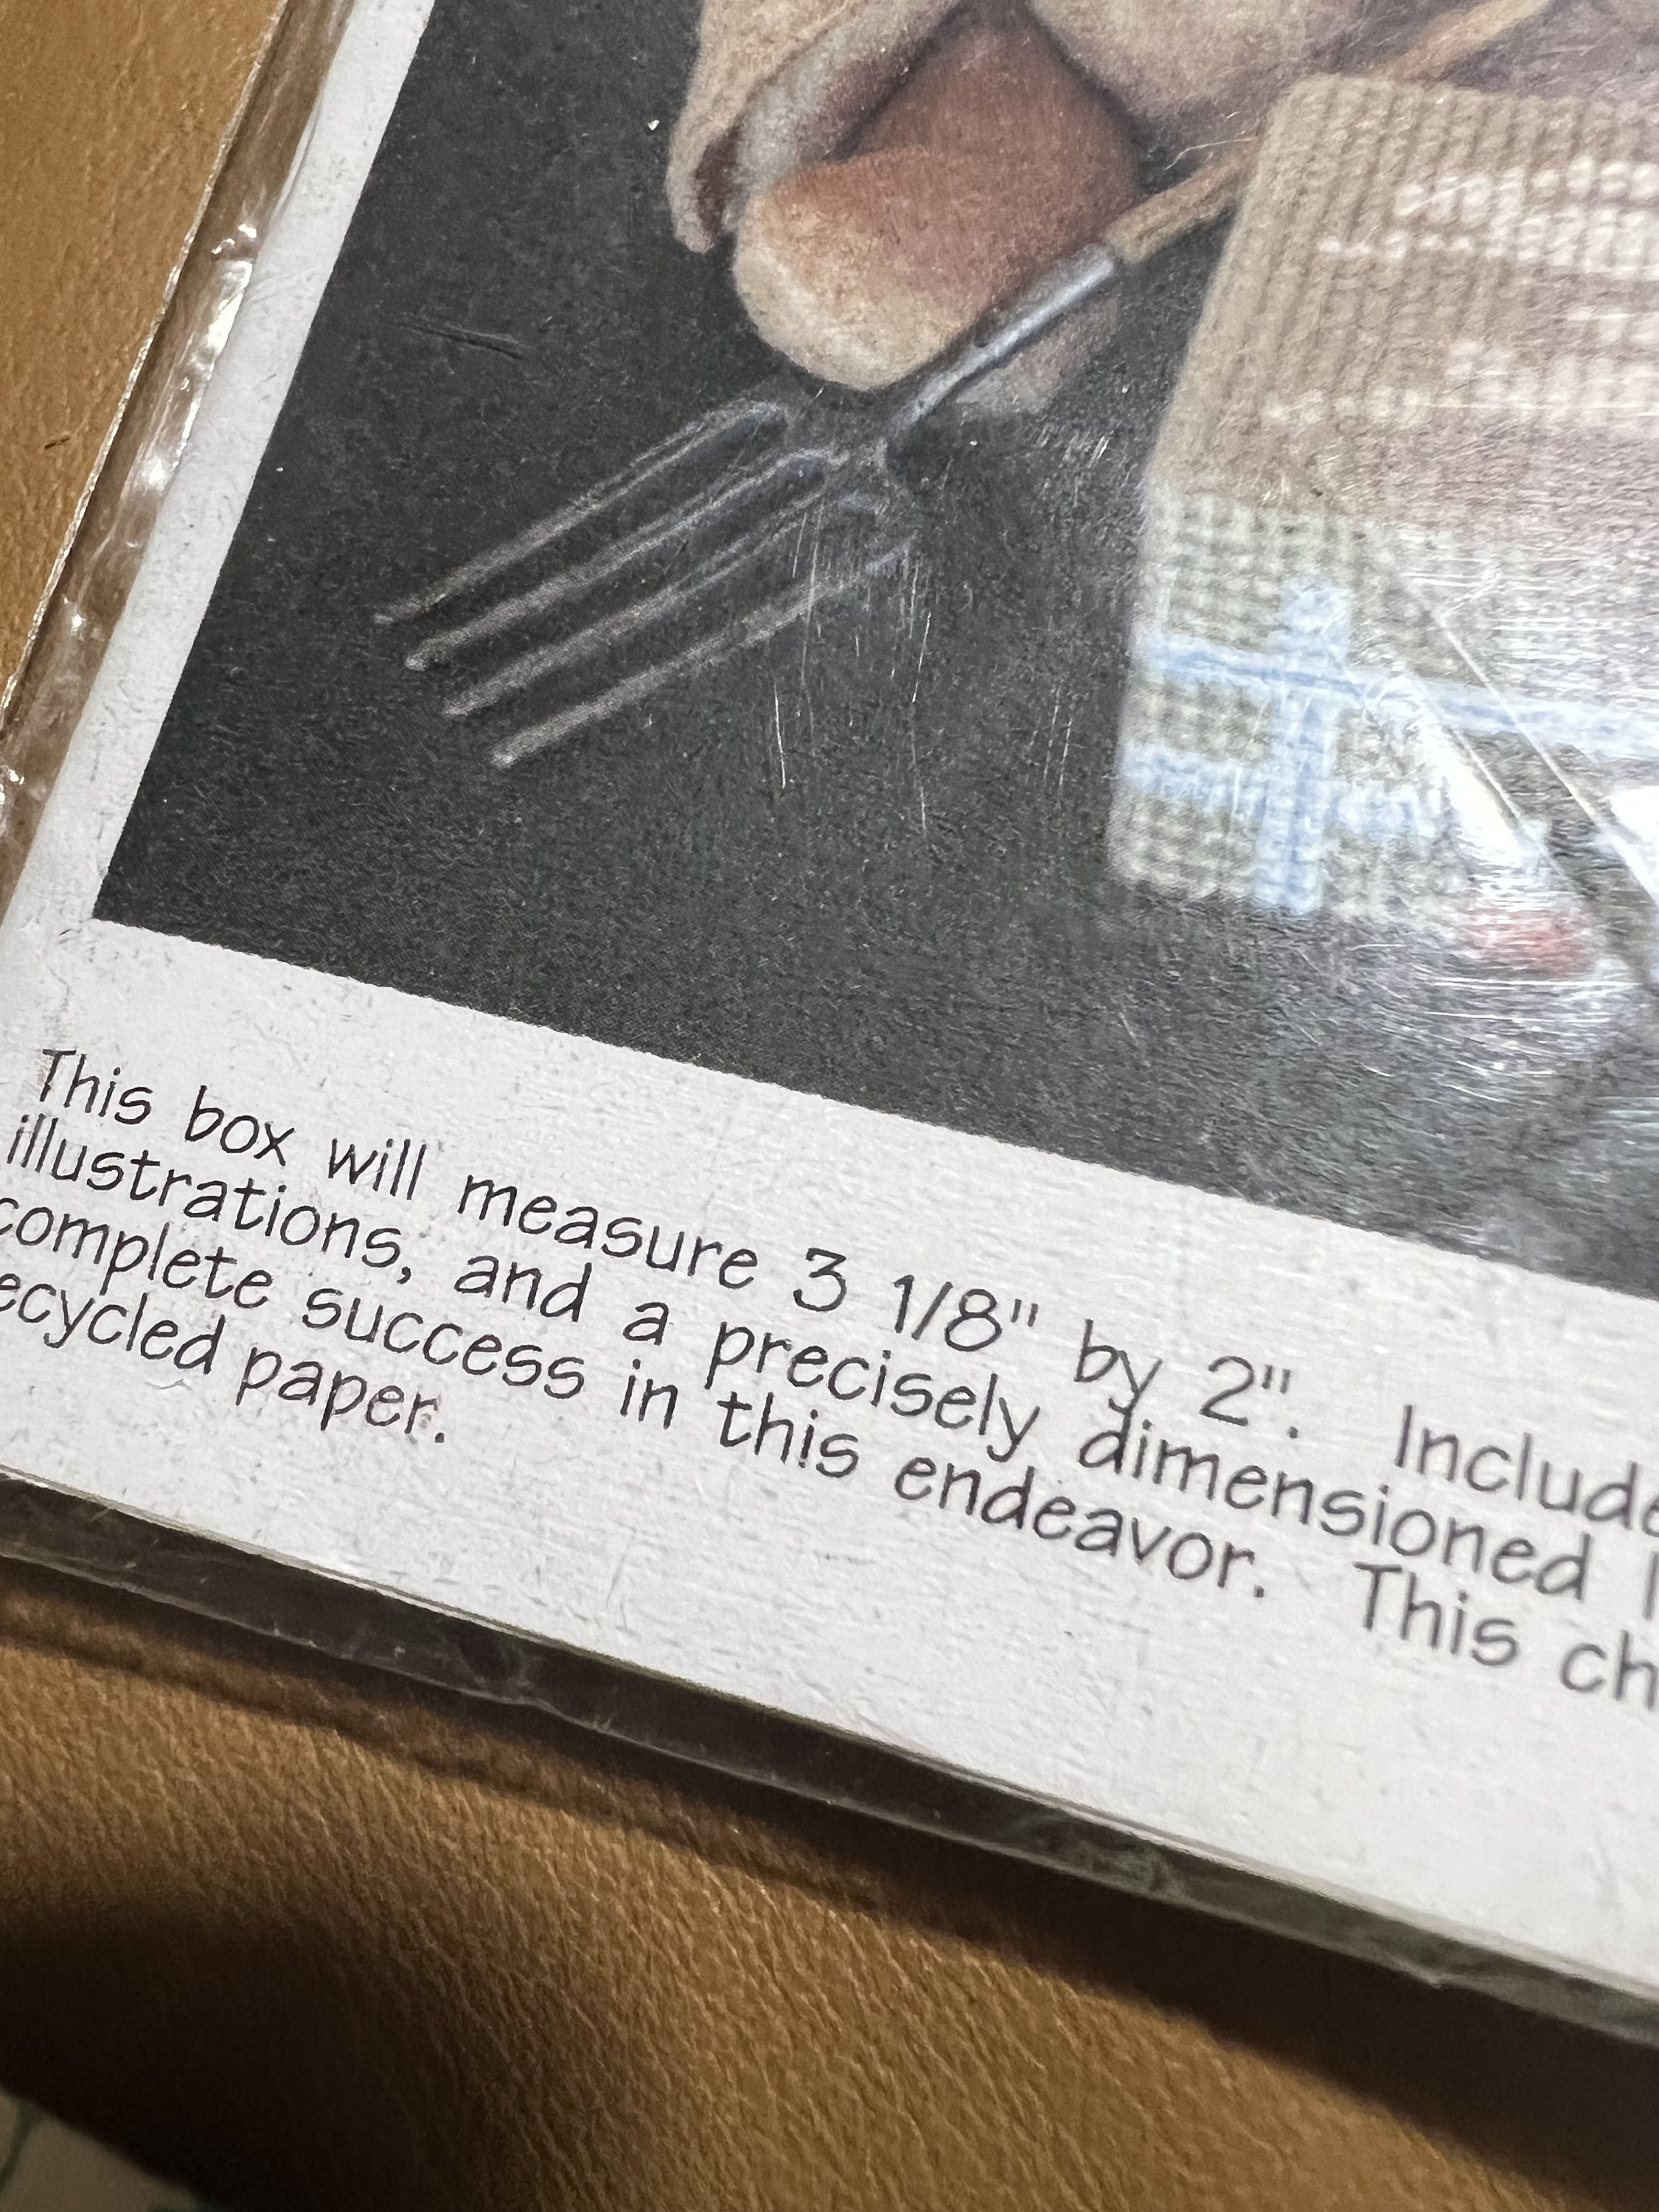 This box will measure 3 1/8" by 2". Include
illustrations, and a precisely dimensioned
complete success in this endeavor. This ch
ecycled paper.